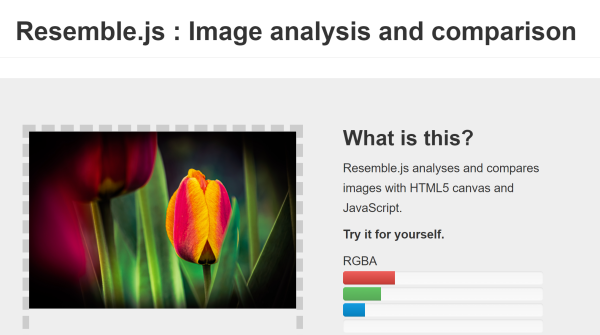 Resemble.js : Image analysis and comparison
What is this?
Resemble.js analyses and compares
images with HTML5 canvas and
JavaScript.
Try it for yourself.
RGBA